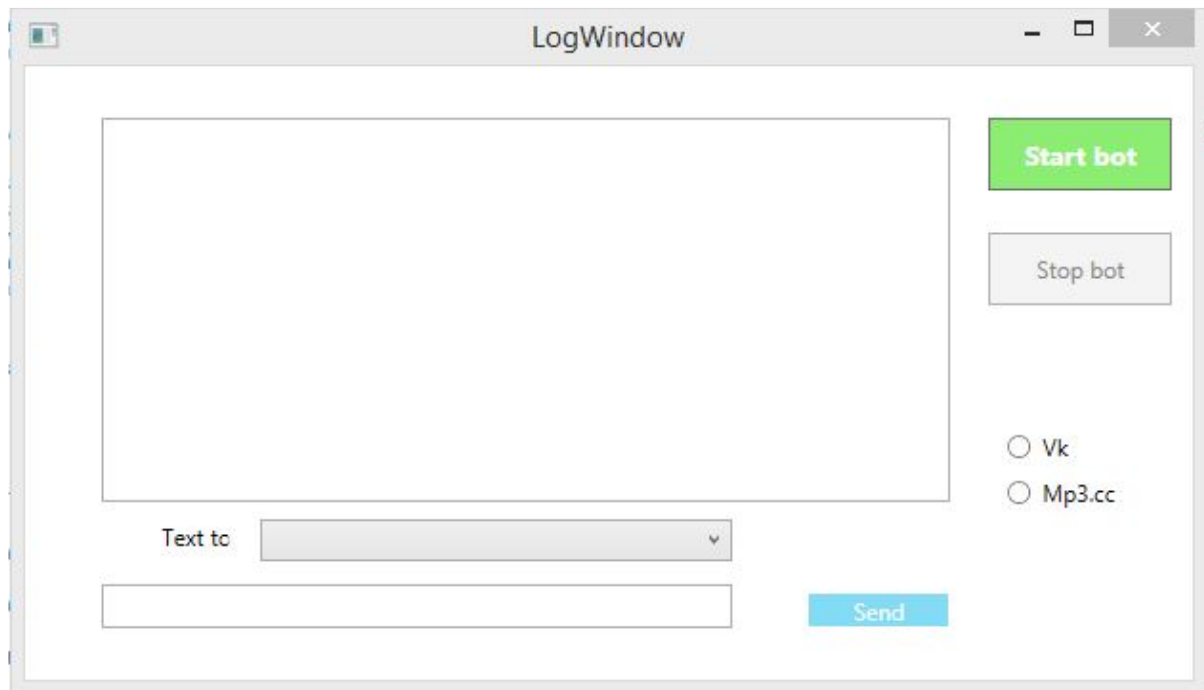 LogWindow
Start bot
Stop bot
Vk
Mp3.cc
Text to
Send